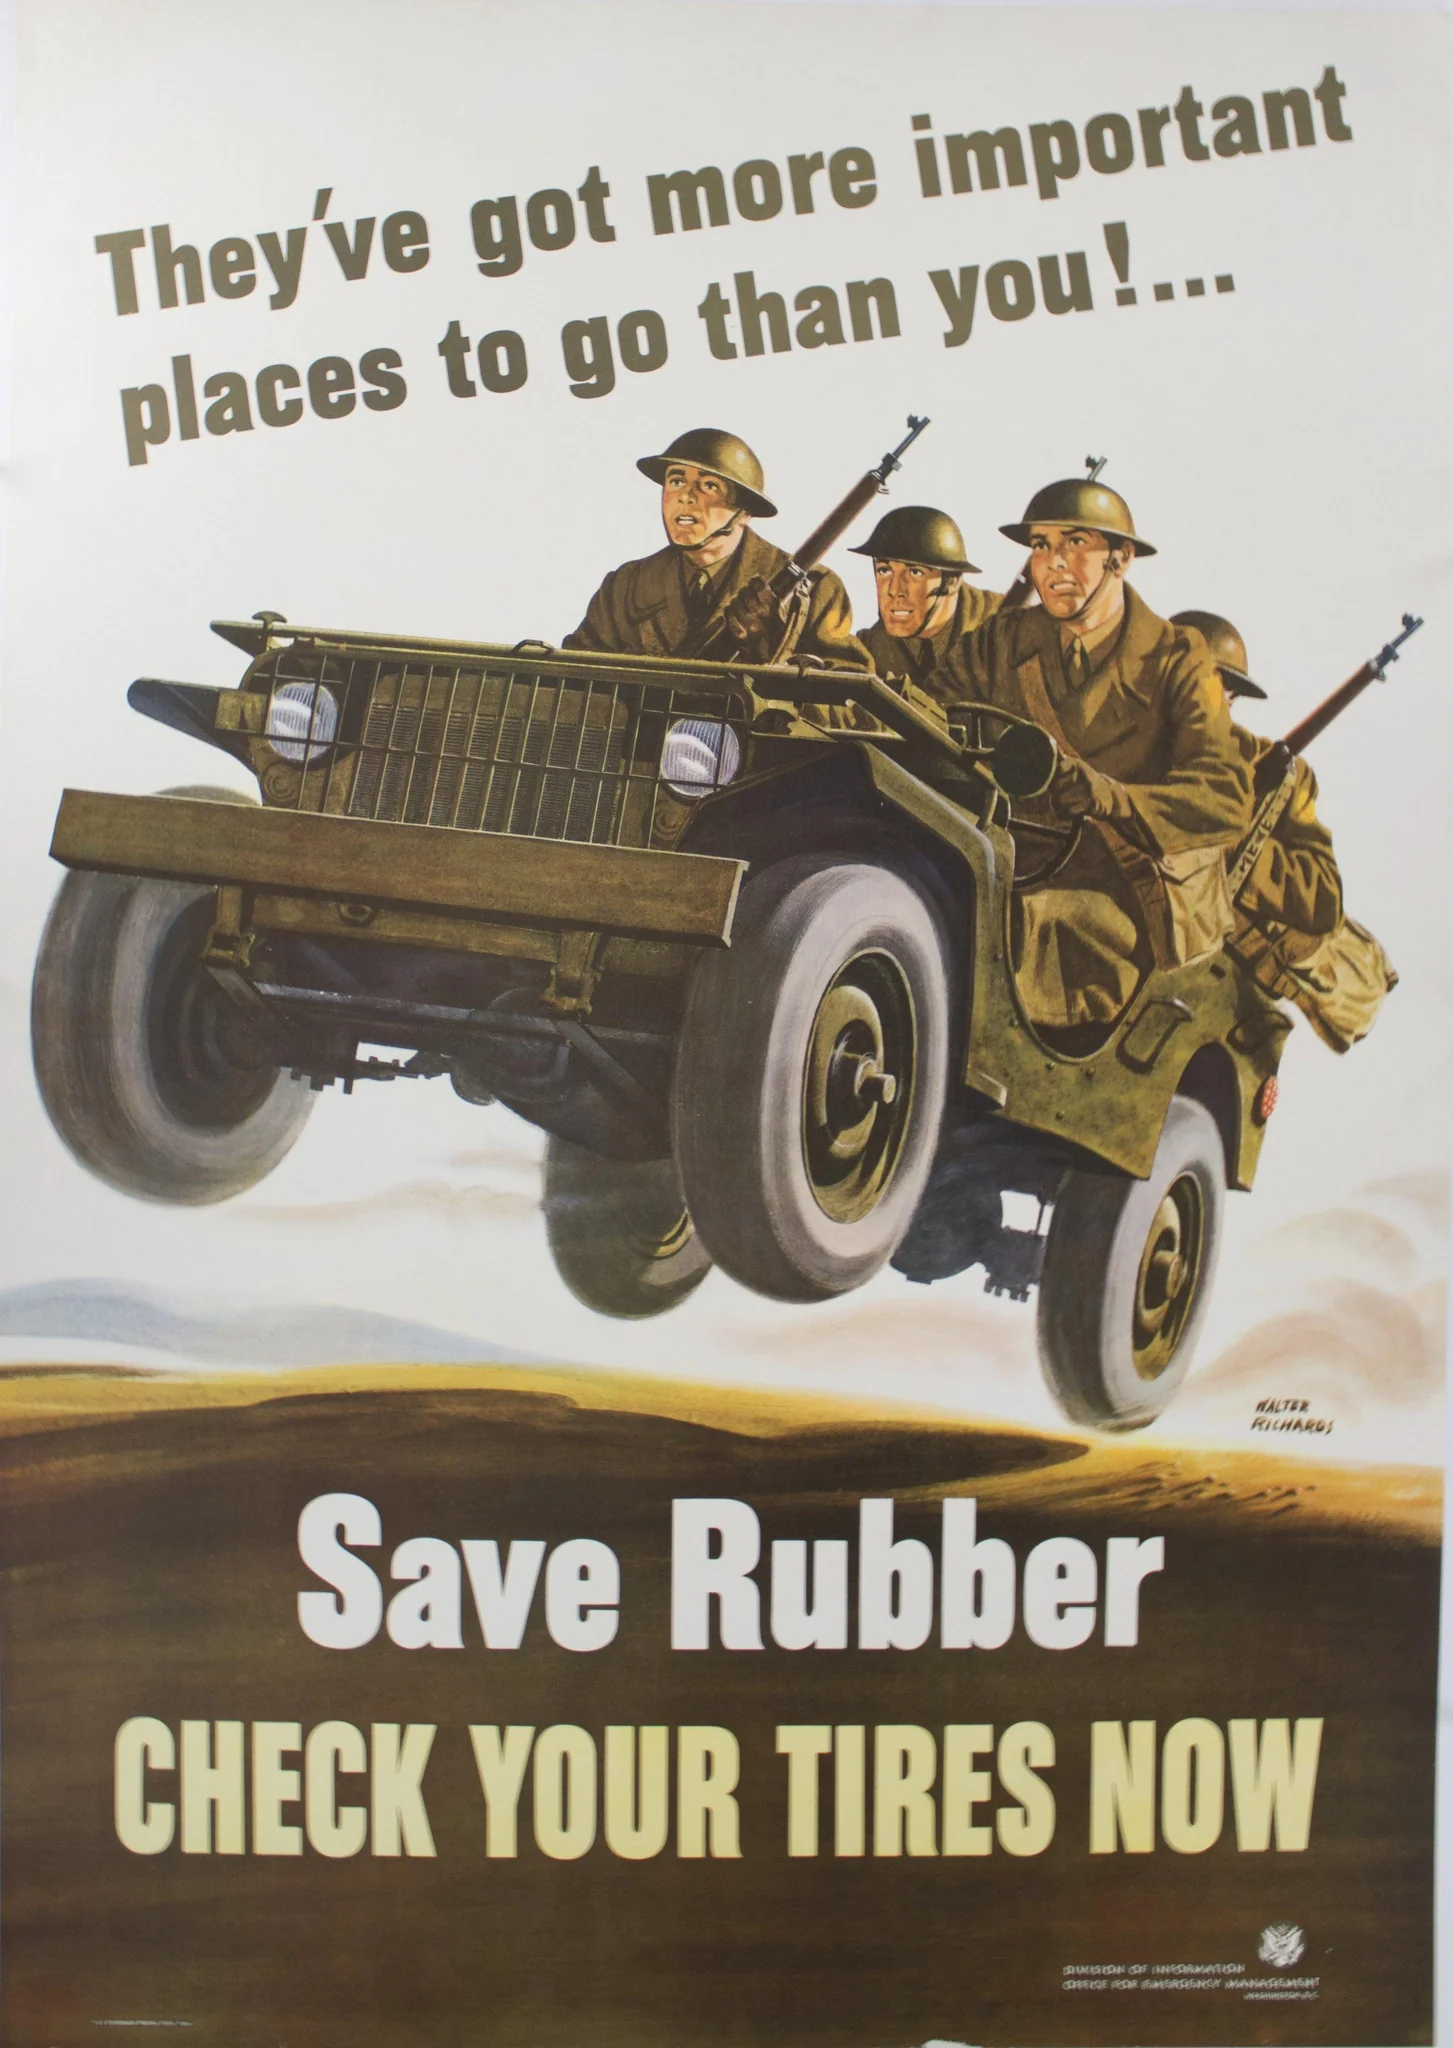 They've got more important
places to go than you!...
WALTER
RICHARDS
Save Rubber
CHECK YOUR TIRES NOW
DIVISION OF INFORMATION
OFFICE FOR EMERGENCY MANAGEMENT
WASHINGTON, D.C.